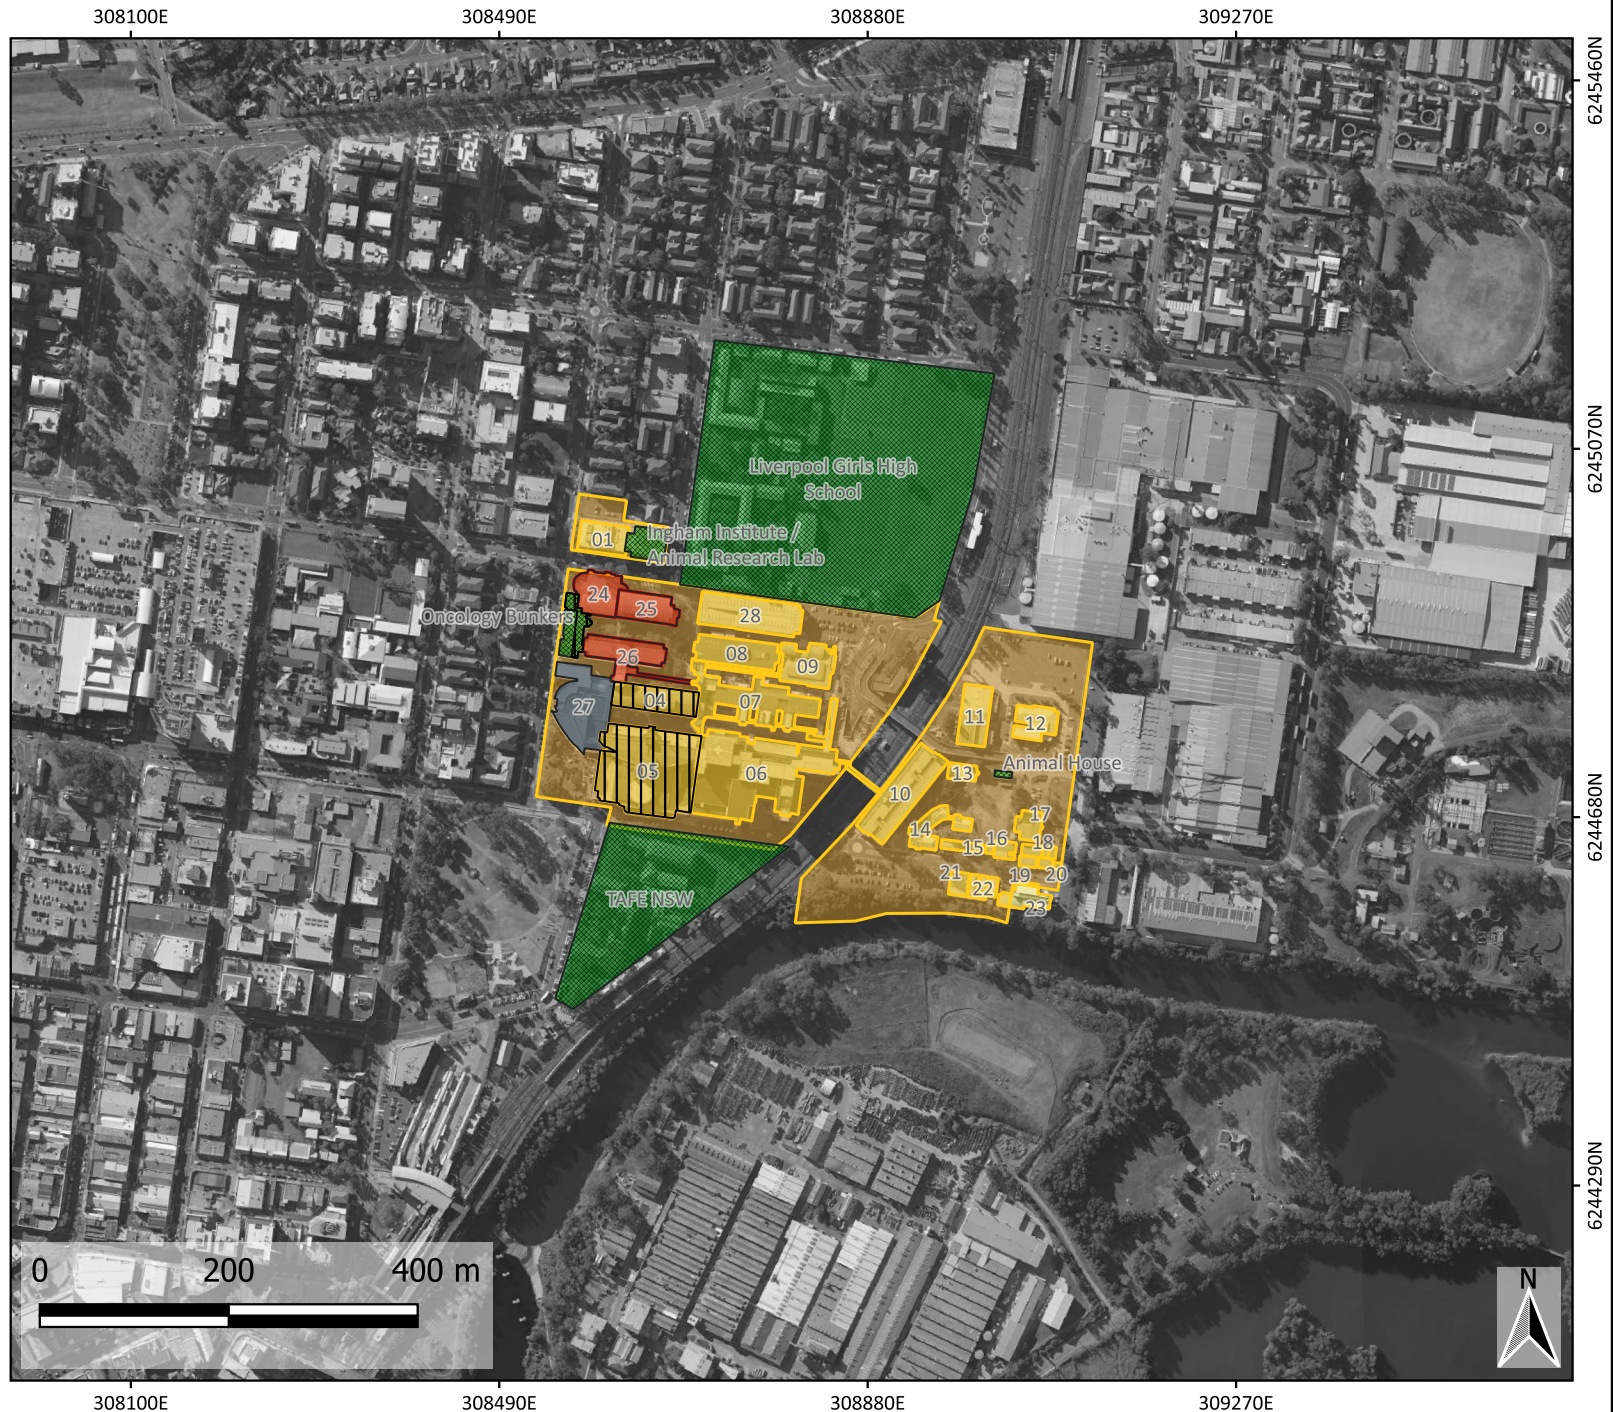 308100E 308490E 308880E 309270E
6245460N
6245070N
Liverpool Girls High
School
01
Ingham Institute /
Animal Research Lab
24
25
28
Oncology Bunkers
26
08
09
27
04
07
11
12
05
06
Animal House
13
10
17
14
16
15
18
6244680N
21
19
20
22
TAFE NSW
23
6244290N
0 200 400 m
N
308100E 308490E 308880E 309270E